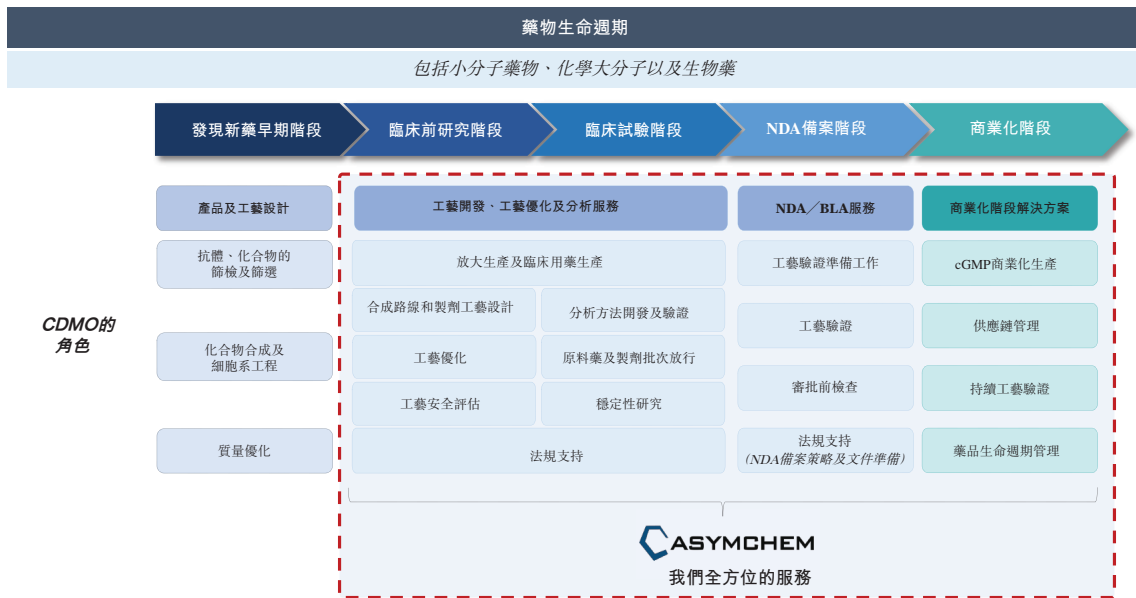 藥物生命週期
包括小分子藥物、化學大分子以及生物藥
發現新藥早期階段
臨床前研究階段
臨床試驗階段
NDA備案階段
商業化階段
CDMO的
角色
產品及工藝設計
抗體、化合物的
篩檢及篩選
化合物合成及
細胞系工程
質量優化
工藝開發、工藝優化及分析服務
放大生產及臨床用藥生產
合成路線和製劑工藝設計
分析方法開發及驗證
工藝優化
原料藥及製劑批次放行
工藝安全評估
穩定性研究
法規支持
NDA／BLA服務
工藝驗證準備工作
工藝驗證
審批前檢查
法規支持
(NDA備案策略及文件準備)
商業化階段解決方案
cGMP商業化生產
供應鏈管理
持續工藝驗證
藥品生命週期管理
ASYMCHEM
我們全方位的服務